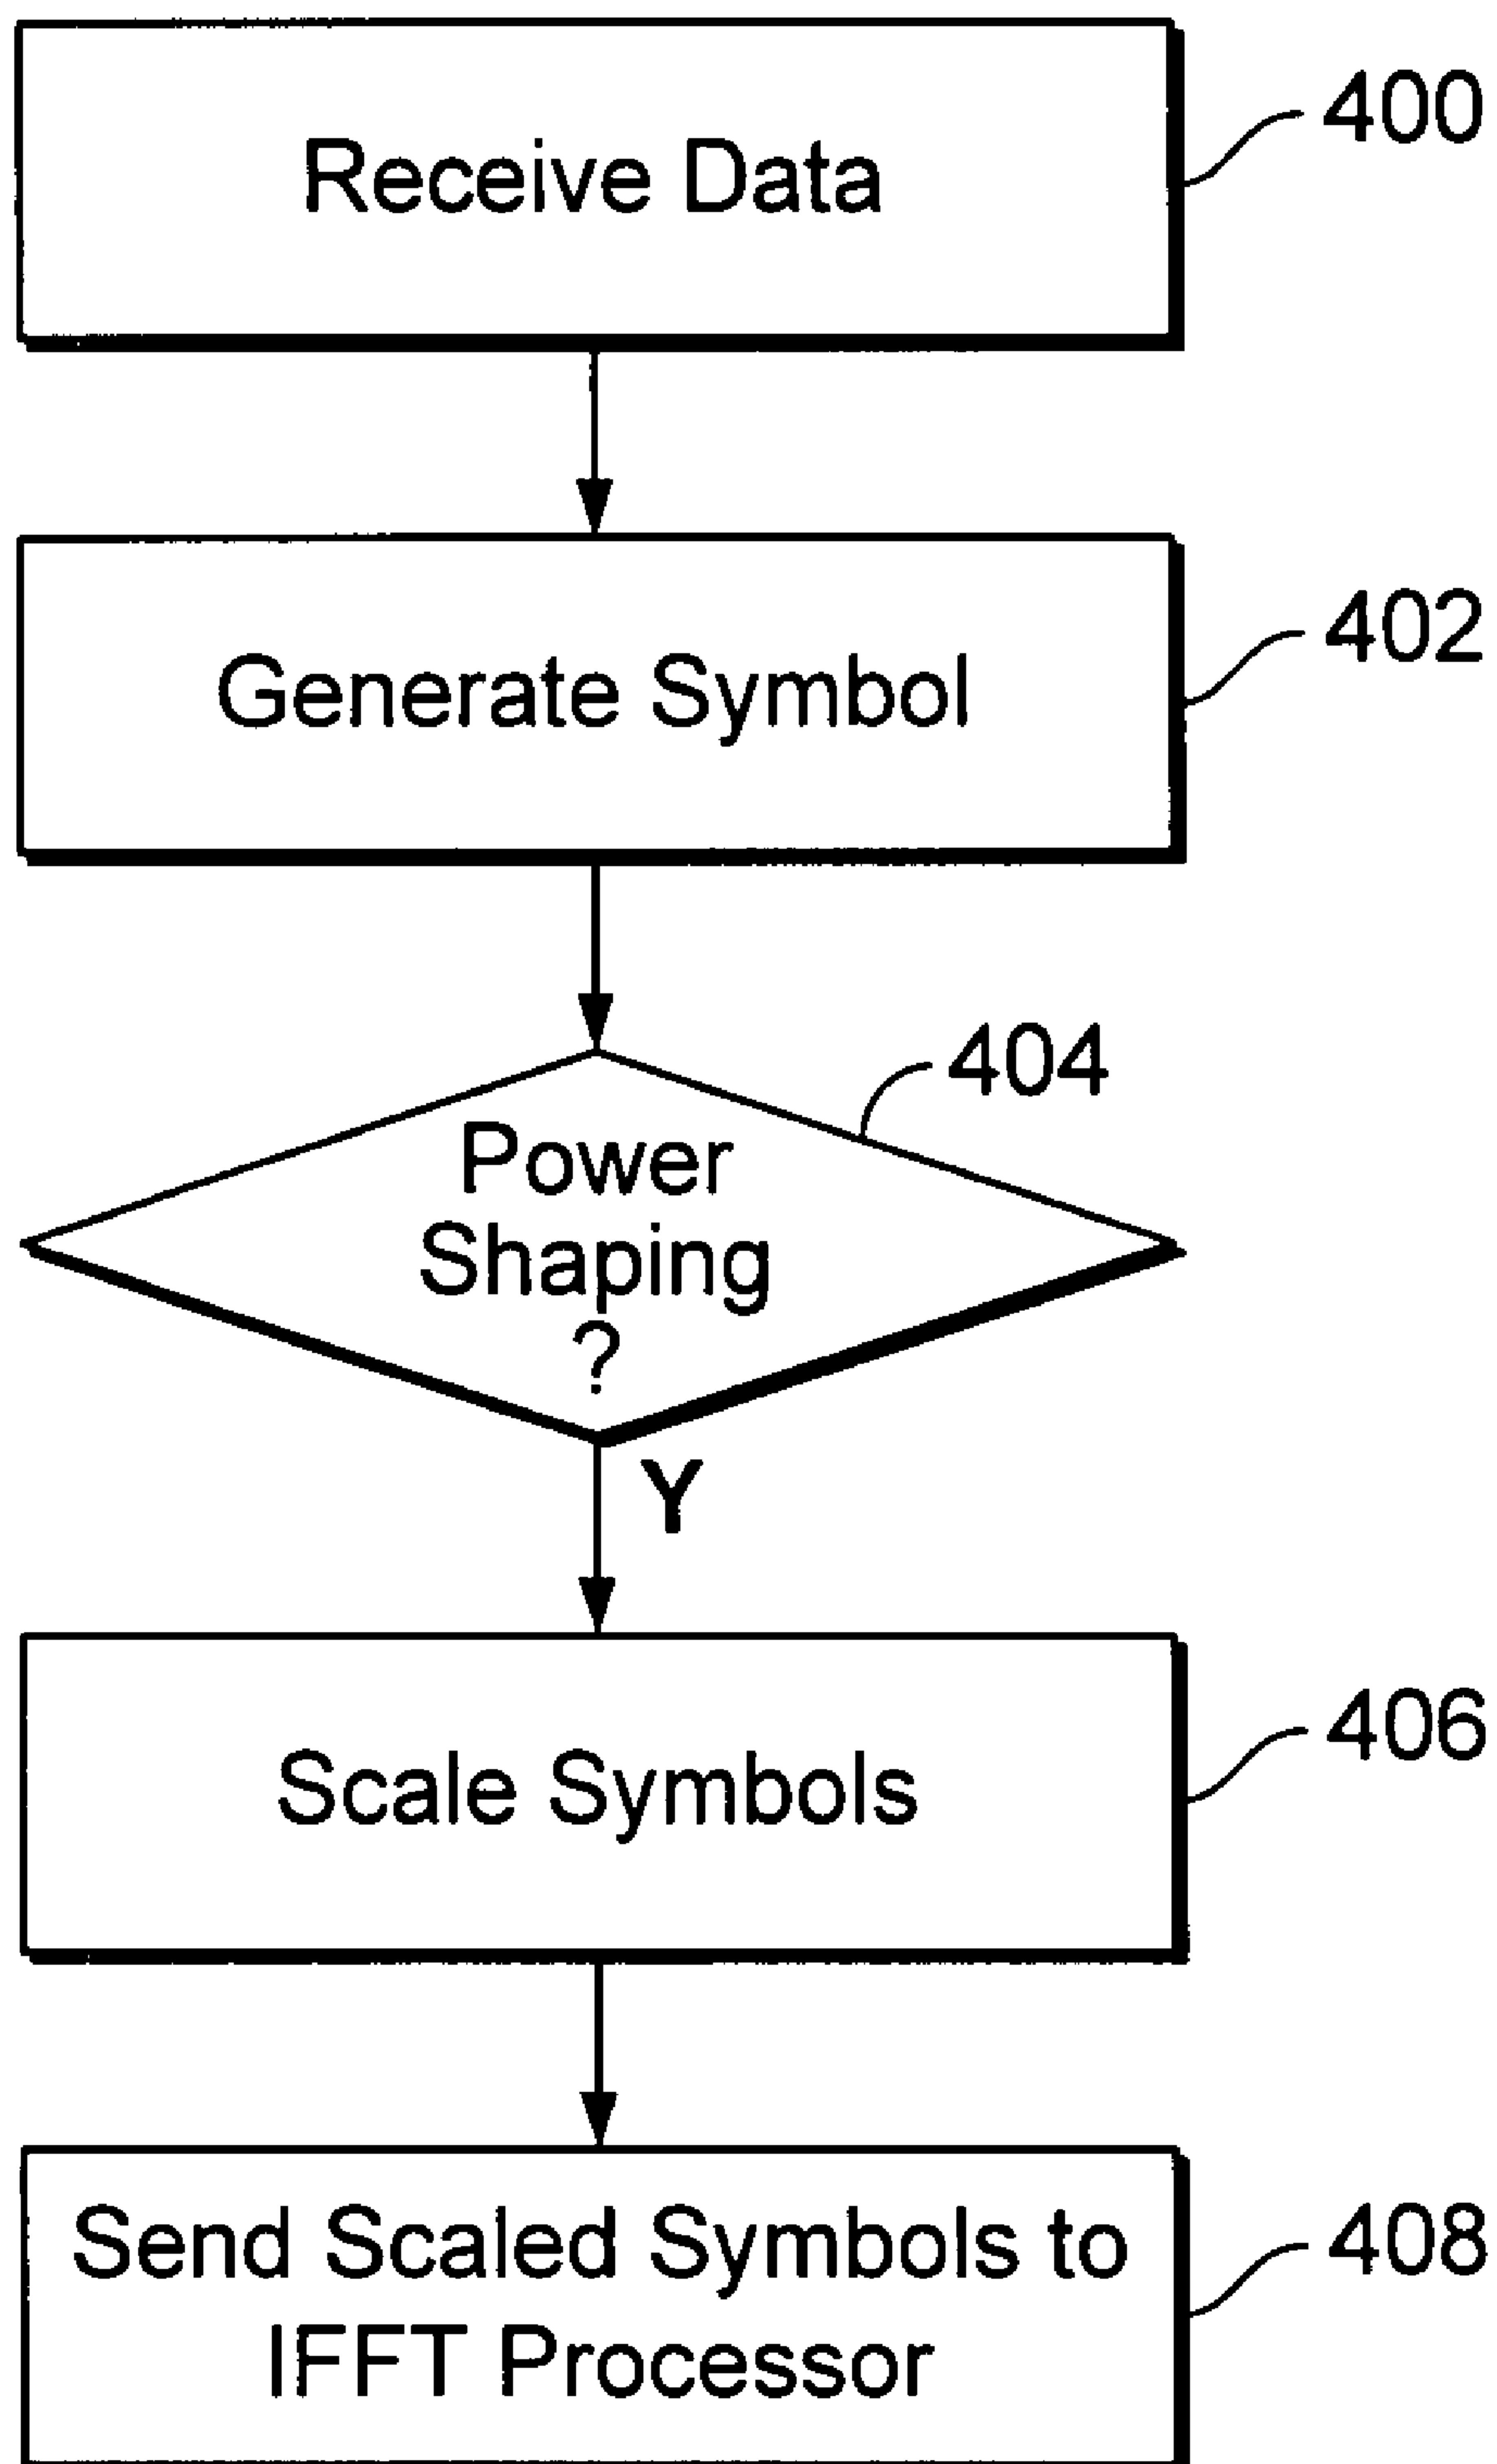 Receive Data
400
Generate Symbol
402
404
Power
Shaping
?
Y
Scale Symbols
406
Send Scaled Symbols to
IFFT Processor
408